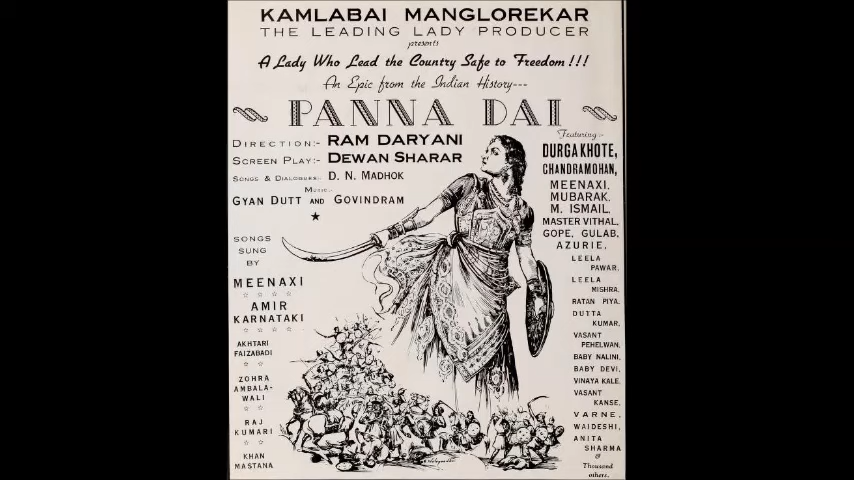 KAMLABAI MANGLOREKAR
THE LEADING LADY PRODUCER
presents
A Lady Who Lead the Country Safe to Freedom!!!
An Epic from the Indian History---
PANNA DAI
DIRECTION:- RAM DARYANI
SCREEN PLAY:- DEWAN SHARAR
SONGS & DIALOGUES:- D. N. MADHOK
MUSIC:-
GYAN DUTT AND GOVINDRAM
SONGS
SUNG
BY
MEENAXI
AMIR
KARNATAKI
AKHTARI
FAIZABADI
ZOHRA
AMBALA-
WALI
RAJ
KUMARI
KHAN
MASTANA
Featuring:-
DURGA KHOTE,
CHANDRAMOHAN,
MEENAXI,
MUBARAK,
M. ISMAIL,
MASTER VITHAL,
GOPE, GULAB,
AZURIE,
LEELA
PAWAR,
LEELA
MISHRA,
RATAN PIYA,
DUTTA
KUMAR,
VASANT
PEHELWAN,
BABY NALINI,
BABY DEVI,
VINAYA KALE,
VASANT
KANSE,
VARNE,
WAIDESHI,
ANITA
SHARMA
&
Thousand
others.